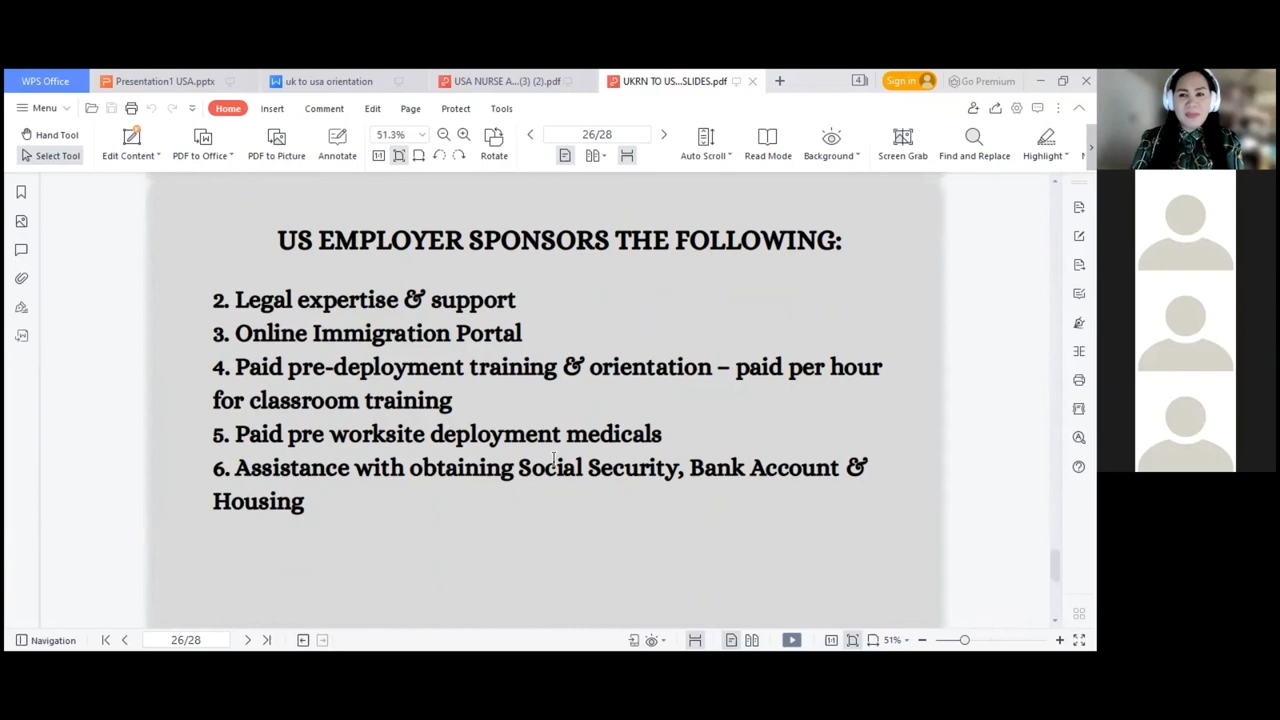 WPS Office
Presentation1 USA.pptx
uk to usa orientation
USA NURSE A...(3) (2).pdf
UKRN TO US...SLIDES.pdf
4
Sign in
Go Premium
Menu
Home
Insert
Comment
Edit
Page
Protect
Tools
Hand Tool
Select Tool
Edit Content
PDF to Office
PDF to Picture
Annotate
51.3%
Rotate
26/28
Auto Scroll
Read Mode
Background
Screen Grab
Find and Replace
Highlight
US EMPLOYER SPONSORS THE FOLLOWING:
2. Legal expertise & support
3. Online Immigration Portal
4. Paid pre-deployment training & orientation – paid per hour
for classroom training
5. Paid pre worksite deployment medicals
6. Assistance with obtaining Social Security, Bank Account &
Housing
Navigation
26/28
51%